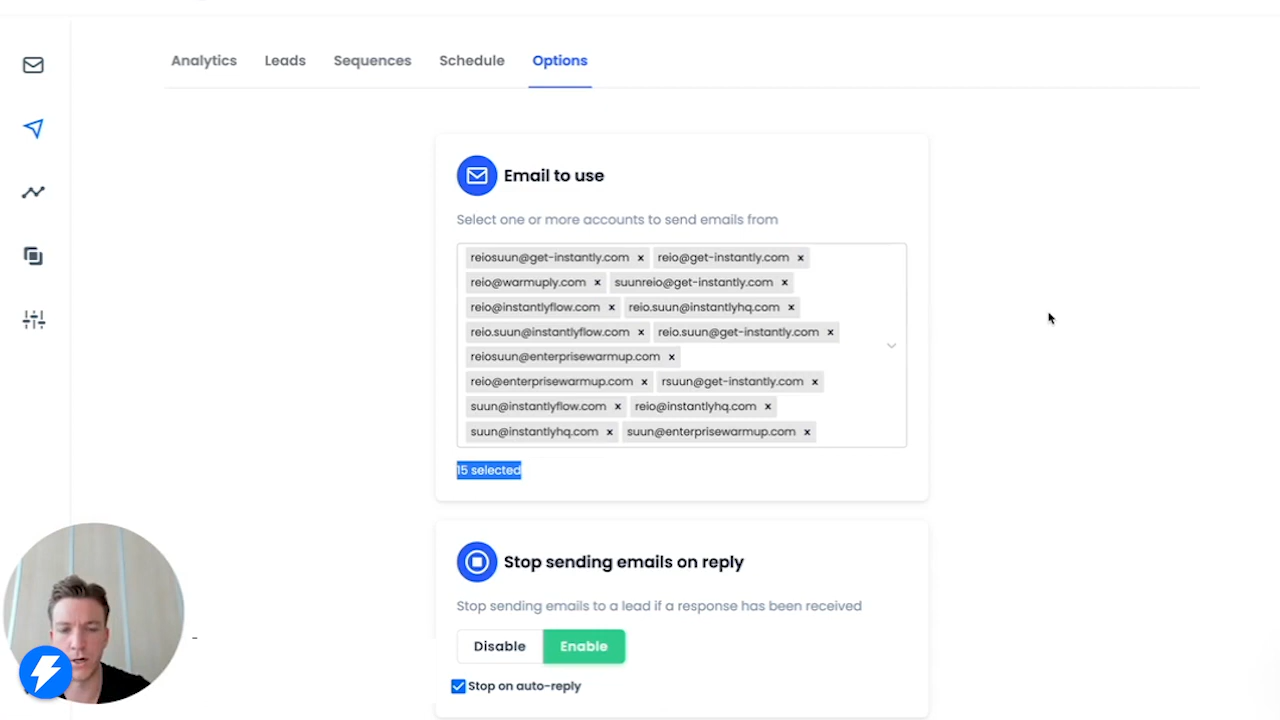 Analytics Leads Sequences Schedule Options
Email to use
Select one or more accounts to send emails from
reiosuun@get-instantly.com × reio@get-instantly.com ×
reio@warmuply.com × suunreio@get-instantly.com ×
reio@instantlyflow.com × reio.suun@instantlyhq.com ×
reio.suun@instantlyflow.com × reio.suun@get-instantly.com ×
reiosuun@enterprisewarmup.com ×
reio@enterprisewarmup.com × rsuun@get-instantly.com ×
suun@instantlyflow.com × reio@instantlyhq.com ×
suun@instantlyhq.com × suun@enterprisewarmup.com ×
15 selected
Stop sending emails on reply
Stop sending emails to a lead if a response has been received
Disable Enable
Stop on auto-reply